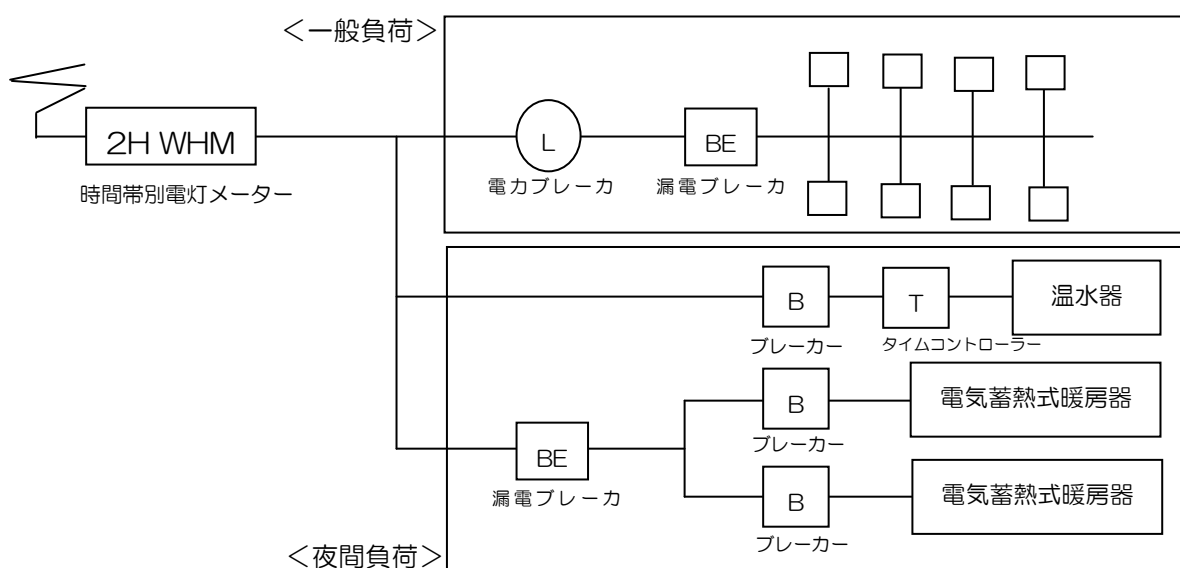 ＜一般負荷＞
2H WHM
時間帯別電灯メーター
L
電力ブレーカ
BE
漏電ブレーカ
B
ブレーカー
T
タイムコントローラー
温水器
BE
漏電ブレーカ
B
ブレーカー
電気蓄熱式暖房器
B
ブレーカー
電気蓄熱式暖房器
＜夜間負荷＞